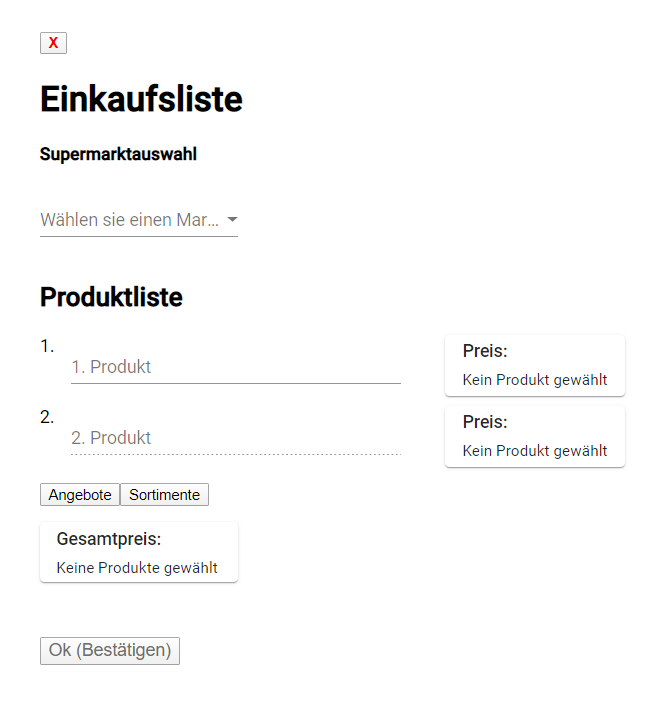 X
Einkaufsliste
Supermarktauswahl
Wählen sie einen Mar...
Produktliste
1.
1. Produkt
Preis:
Kein Produkt gewählt
2.
2. Produkt
Preis:
Kein Produkt gewählt
Angebote Sortimente
Gesamtpreis:
Keine Produkte gewählt
Ok (Bestätigen)